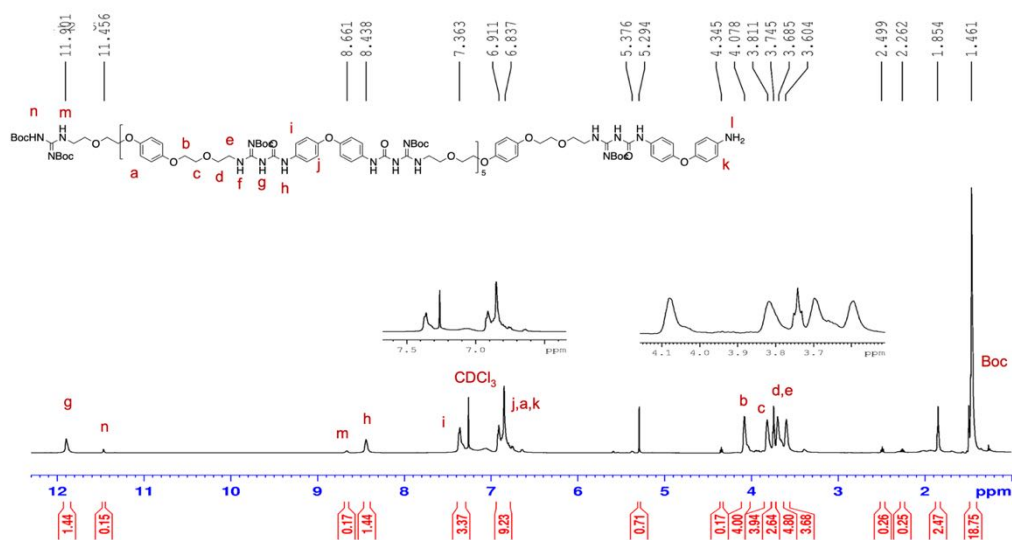 11.901 11.456 8.661 8.438 7.363 6.911 6.837 5.376 5.294 4.345 4.078 3.811 3.745 3.685 3.604 2.499 2.262 1.854 1.461
n m i l
BocHN H N O O NBoc O NBoc H N H N O H N NH2
b e
NBoc O O O N H N H N H O N H N H N H O 5 O NBoc O k
a c d f g h j
7.5 7.0 ppm
4.1 4.0 3.9 3.8 3.7 ppm
CDCl3
Boc
g n m h i j,a,k b c d,e
12 11 10 9 8 7 6 5 4 3 2 ppm
1.44 0.15 0.17 1.44 3.37 9.23 0.71 0.17 4.00 3.94 2.64 4.80 3.68 0.26 0.25 2.47 18.75